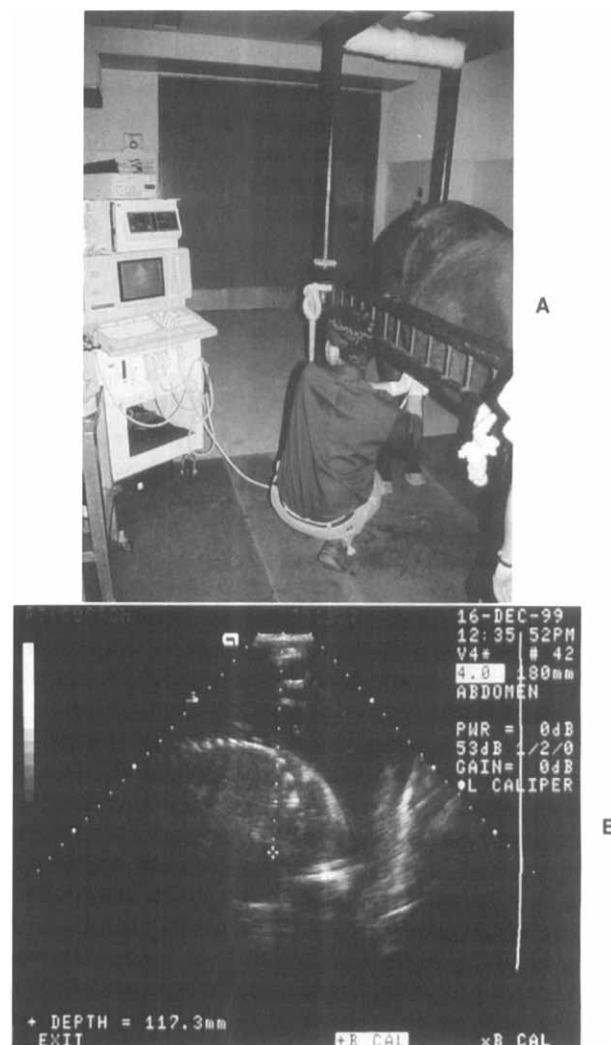 A
16-DEC-99
12:35 52PM
V4* # 42
4.0 180mm
ABDOMEN
PWR = 0dB
53dB 1/2/0
GAIN= 0dB
●L CALIPER
B
+ DEPTH = 117.3mm
EXIT +B CAL ×B CAL